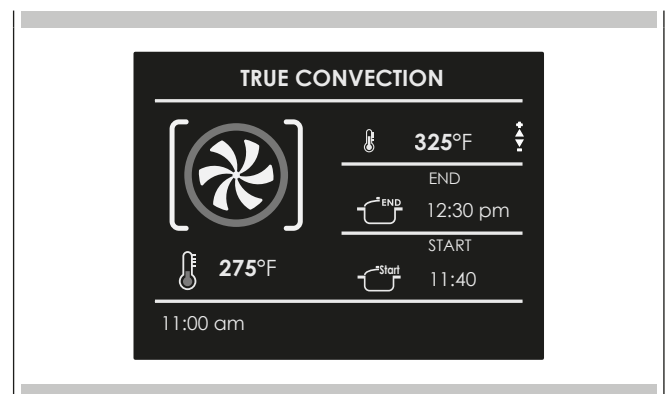 TRUE CONVECTION
325°F
END
END 12:30 pm
START
Start 11:40
275°F
11:00 am